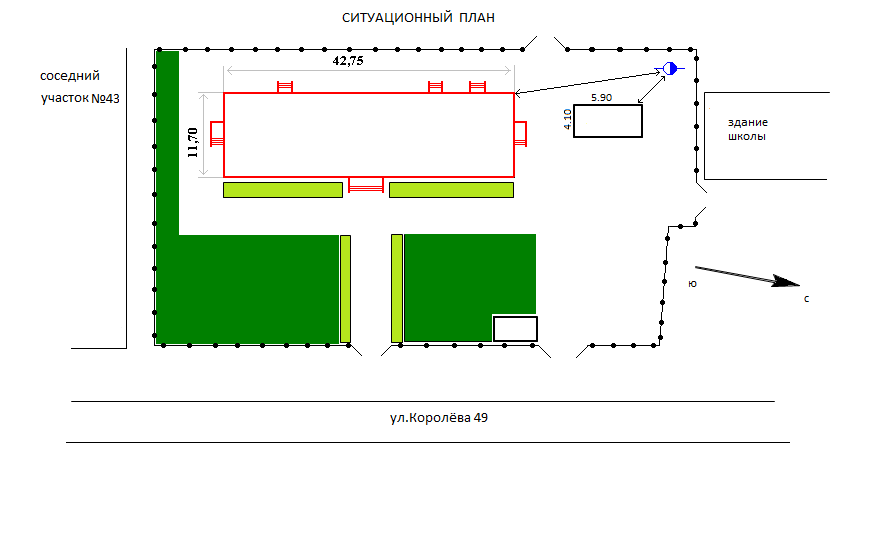 СИТУАЦИОННЫЙ ПЛАН
42,75
соседний
участок №43
5.90
4.10
11,70
здание
школы
ю
с
ул.Королёва 49